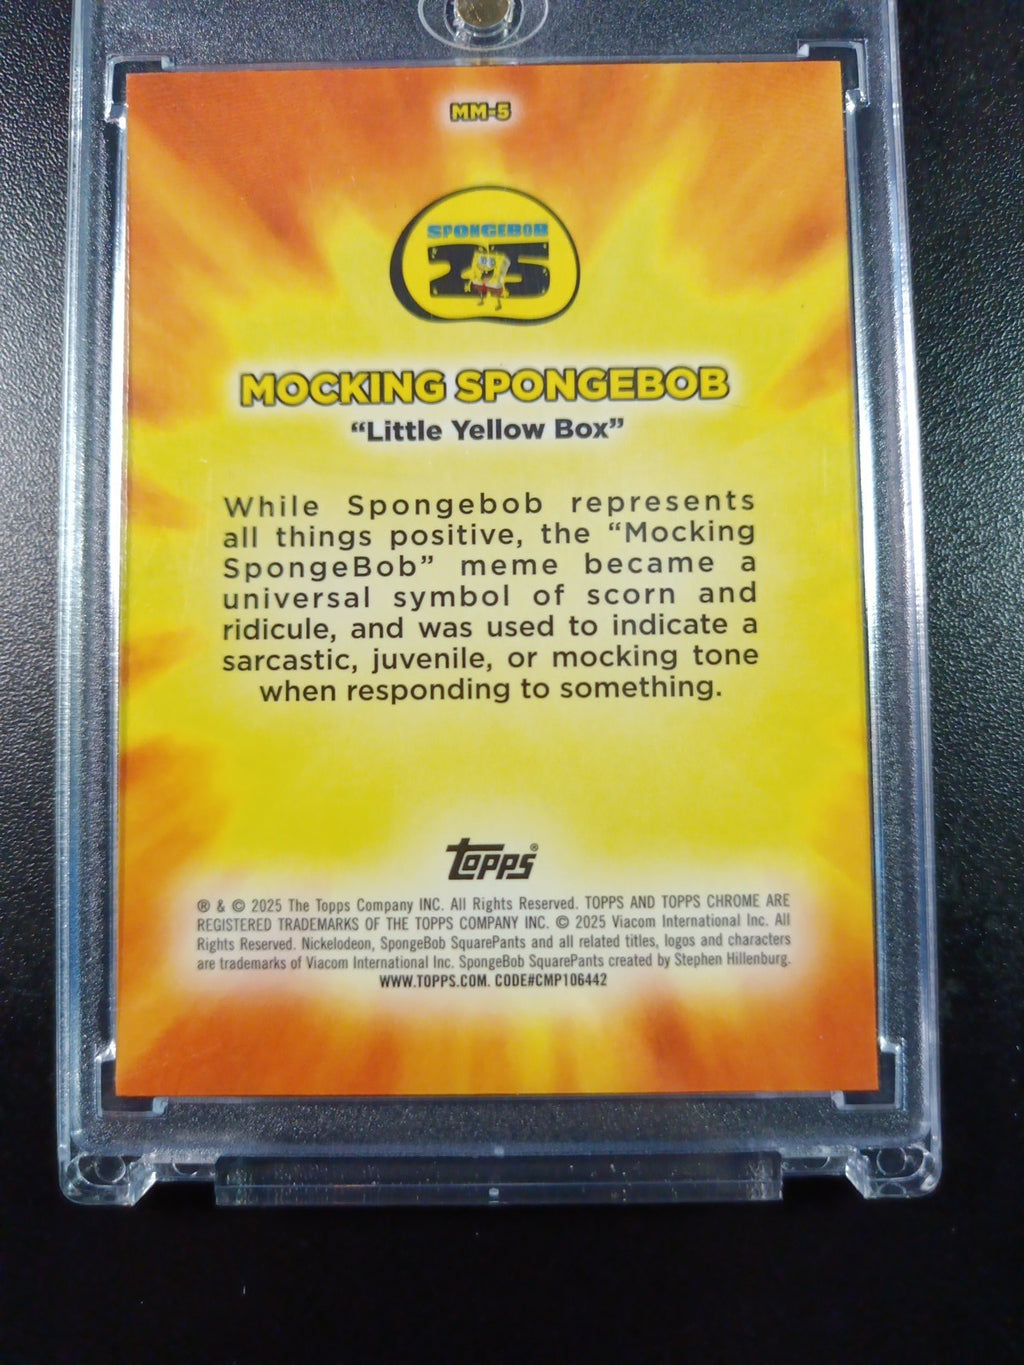 MM-5
SPONGEBOB
25
MOCKING SPONGEBOB
“Little Yellow Box”
While Spongebob represents
all things positive, the “Mocking
SpongeBob” meme became a
universal symbol of scorn and
ridicule, and was used to indicate a
sarcastic, juvenile, or mocking tone
when responding to something.
Topps®
® & © 2025 The Topps Company INC. All Rights Reserved. TOPPS AND TOPPS CHROME ARE
REGISTERED TRADEMARKS OF THE TOPPS COMPANY INC. © 2025 Viacom International Inc. All
Rights Reserved. Nickelodeon, SpongeBob SquarePants and all related titles, logos and characters
are trademarks of Viacom International Inc. SpongeBob SquarePants created by Stephen Hillenburg.
WWW.TOPPS.COM. CODE#CMP106442